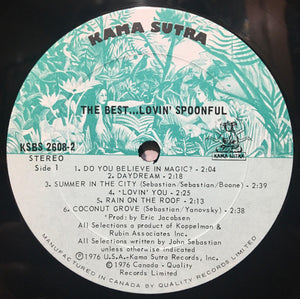 KAMA SUTRA
THE BEST...LOVIN' SPOONFUL
KSBS 2608-2
STEREO
Side 1
KAMA SUTRA
1. DO YOU BELIEVE IN MAGIC? - 2:04
2. DAYDREAM - 2:18
3. SUMMER IN THE CITY (Sebastian/Sebastian/Boone) - 2:39
4. *LOVIN' YOU - 2:25
5. RAIN ON THE ROOF - 2:13
6. COCONUT GROVE (Sebastian/Yanovsky) - 2:38
*Prod: by Eric Jacobsen
All Selections a product of Koppelman &
Rubin Associates Inc.
All Selections written by John Sebastian
unless otherwise indicated
℗1976 U.S.A-Kama Sutra Records Inc.
©1976 Canada - Quality
Records Limited
MANUFACTURED IN CANADA BY QUALITY RECORDS LIMITED